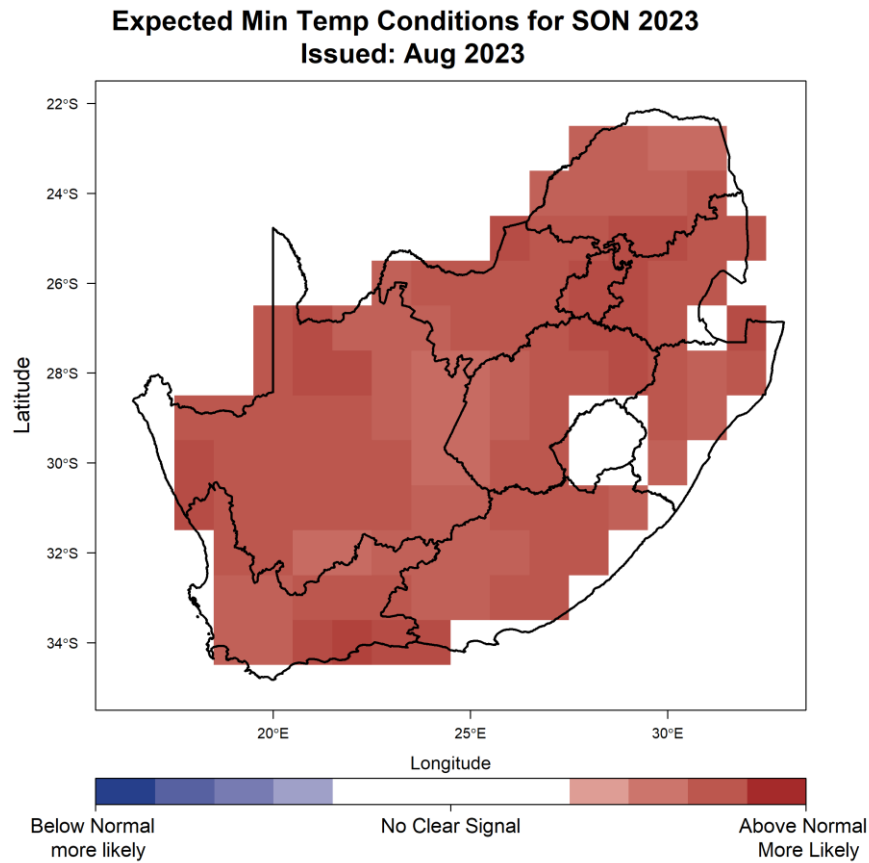 Expected Min Temp Conditions for SON 2023
Issued: Aug 2023
22°S
24°S
26°S
28°S
30°S
32°S
34°S
Latitude
20°E
25°E
30°E
Longitude
Below Normal
more likely
No Clear Signal
Above Normal
More Likely